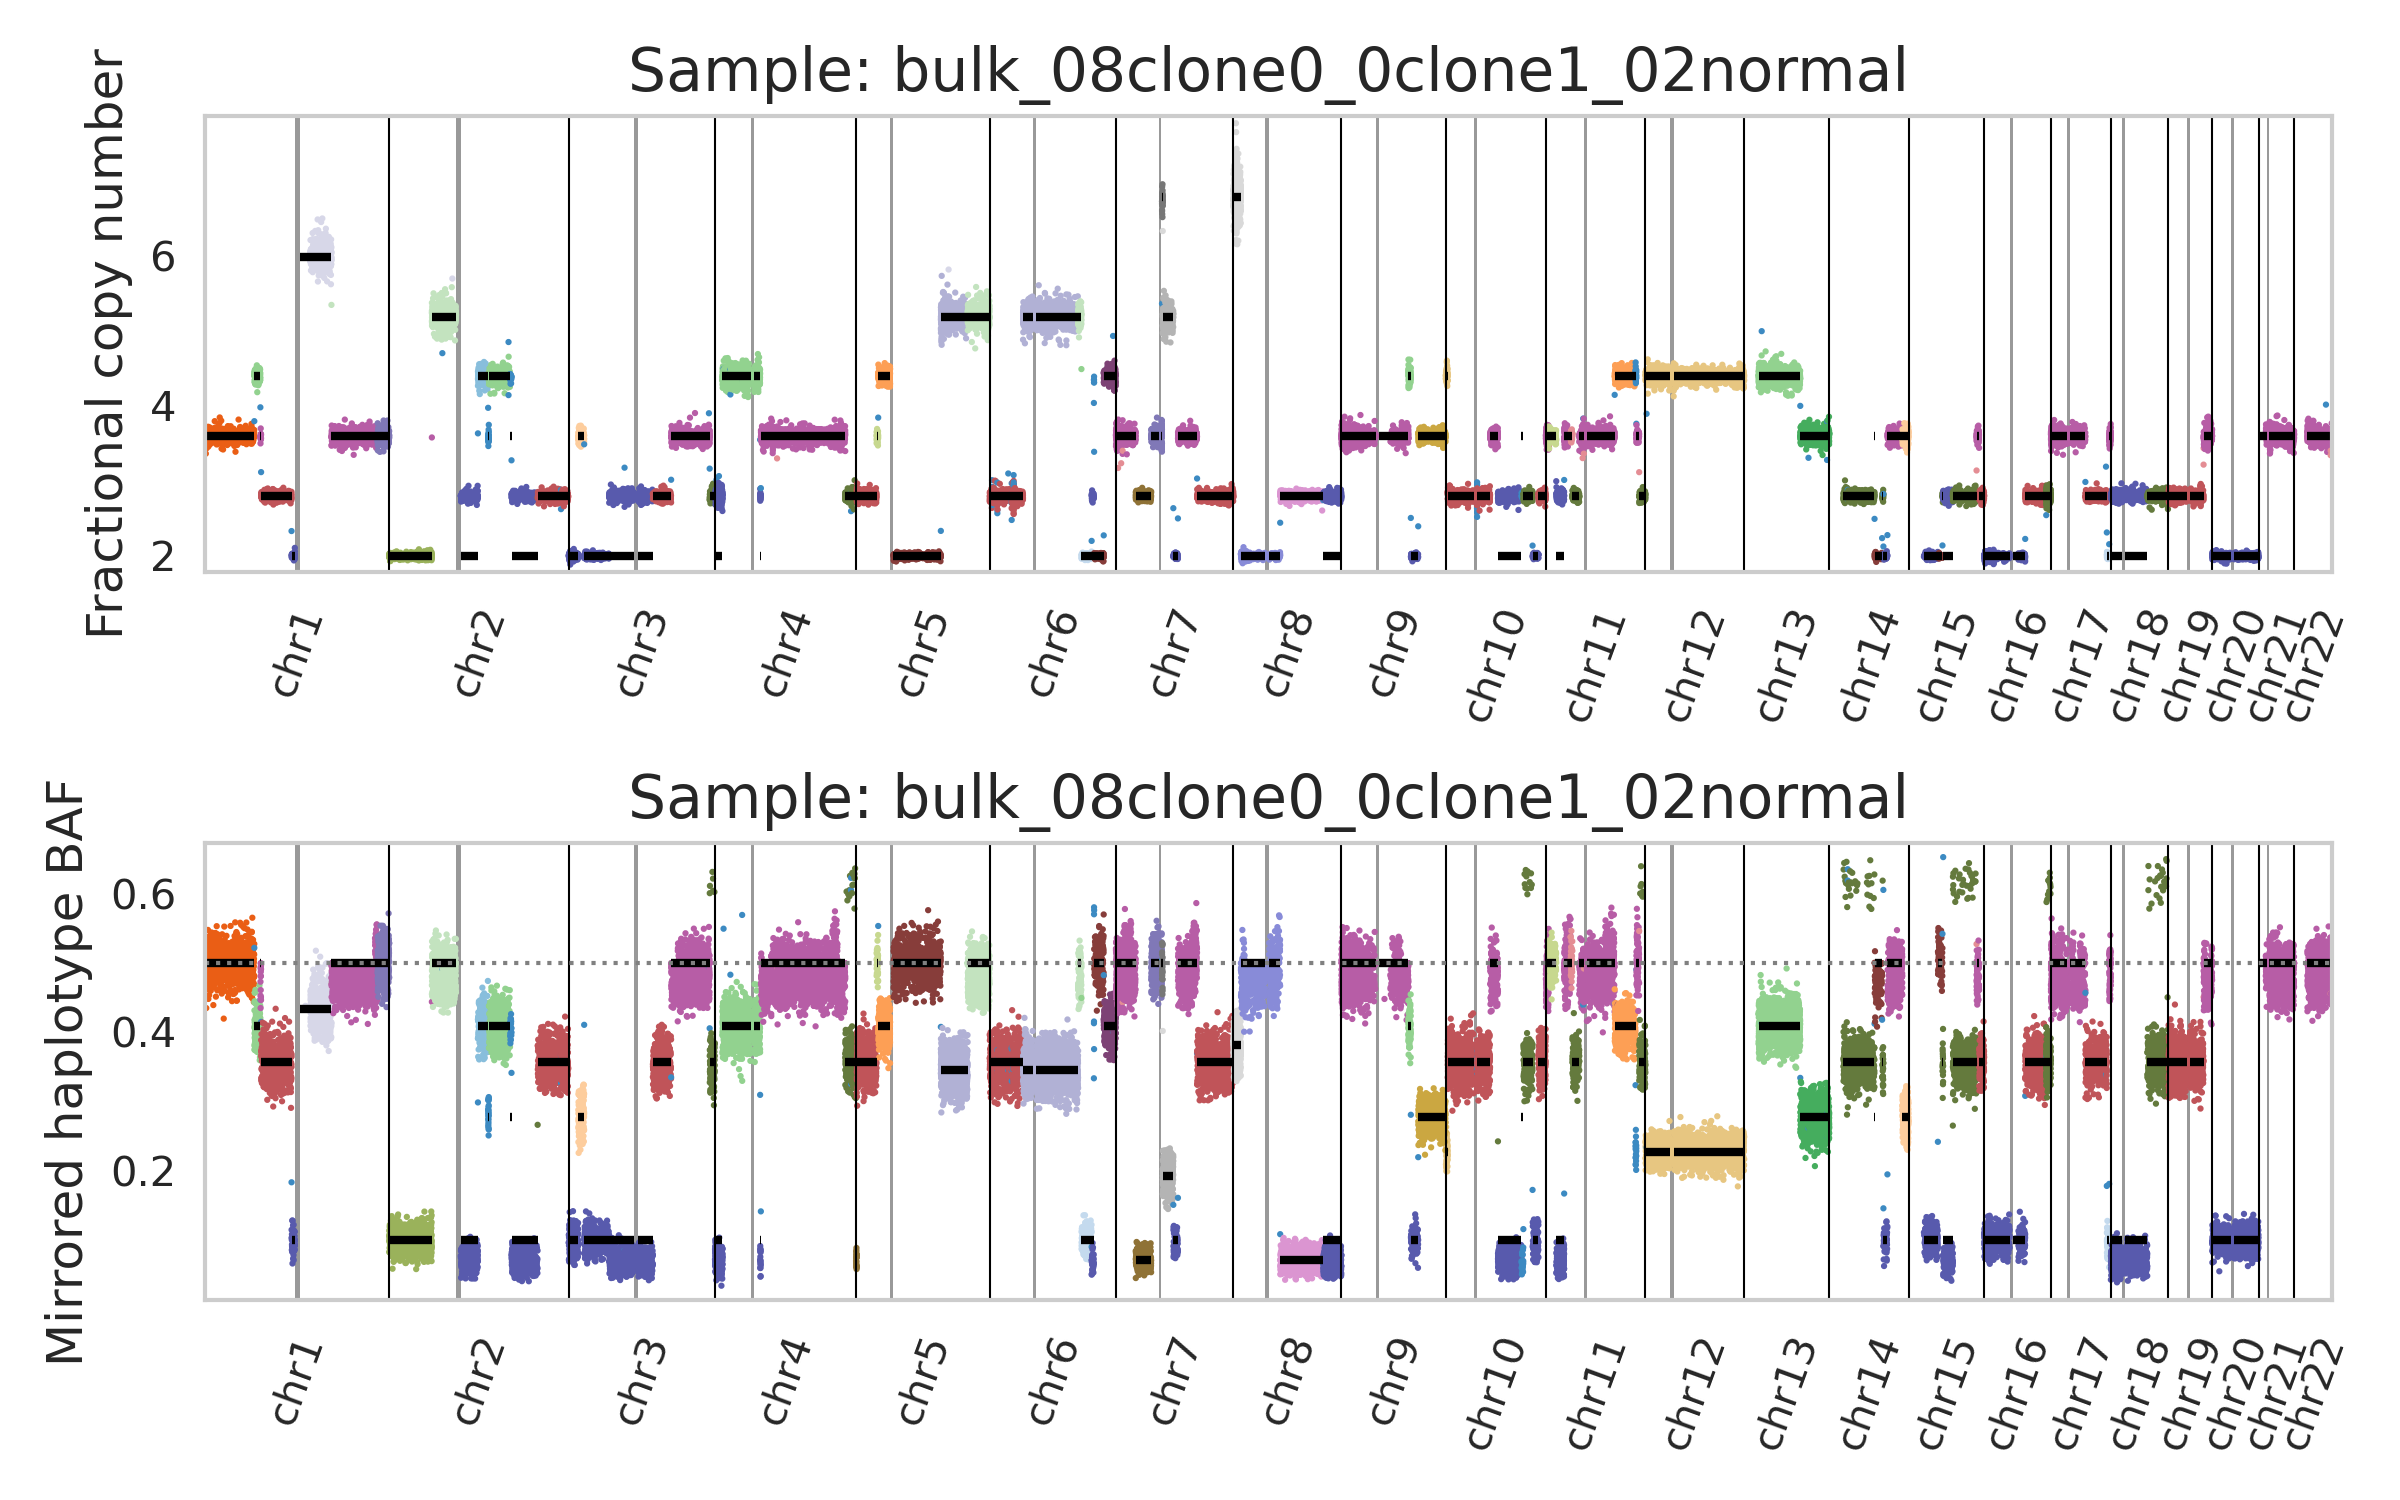 Sample: bulk_08clone0_0clone1_02normal
Fractional copy number
6
4
2
chr1 chr2 chr3 chr4 chr5 chr6 chr7 chr8 chr9 chr10 chr11 chr12 chr13 chr14 chr15 chr16 chr17 chr18 chr19 chr20 chr21 chr22
Sample: bulk_08clone0_0clone1_02normal
Mirrored haplotype BAF
0.6
0.4
0.2
chr1 chr2 chr3 chr4 chr5 chr6 chr7 chr8 chr9 chr10 chr11 chr12 chr13 chr14 chr15 chr16 chr17 chr18 chr19 chr20 chr21 chr22